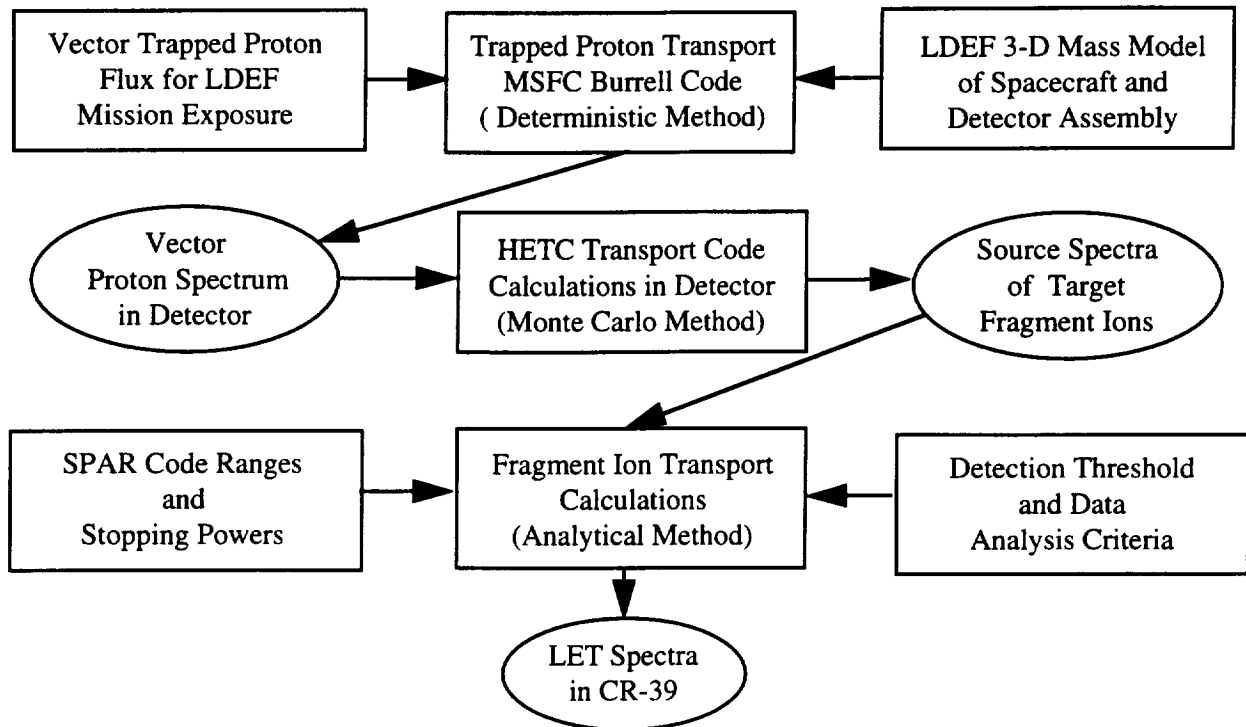 Vector Trapped Proton
Flux for LDEF
Mission Exposure
Trapped Proton Transport
MSFC Burrell Code
( Deterministic Method)
LDEF 3-D Mass Model
of Spacecraft and
Detector Assembly
Vector
Proton Spectrum
in Detector
HETC Transport Code
Calculations in Detector
(Monte Carlo Method)
Source Spectra
of Target
Fragment Ions
SPAR Code Ranges
and
Stopping Powers
Fragment Ion Transport
Calculations
(Analytical Method)
Detection Threshold
and Data
Analysis Criteria
LET Spectra
in CR-39